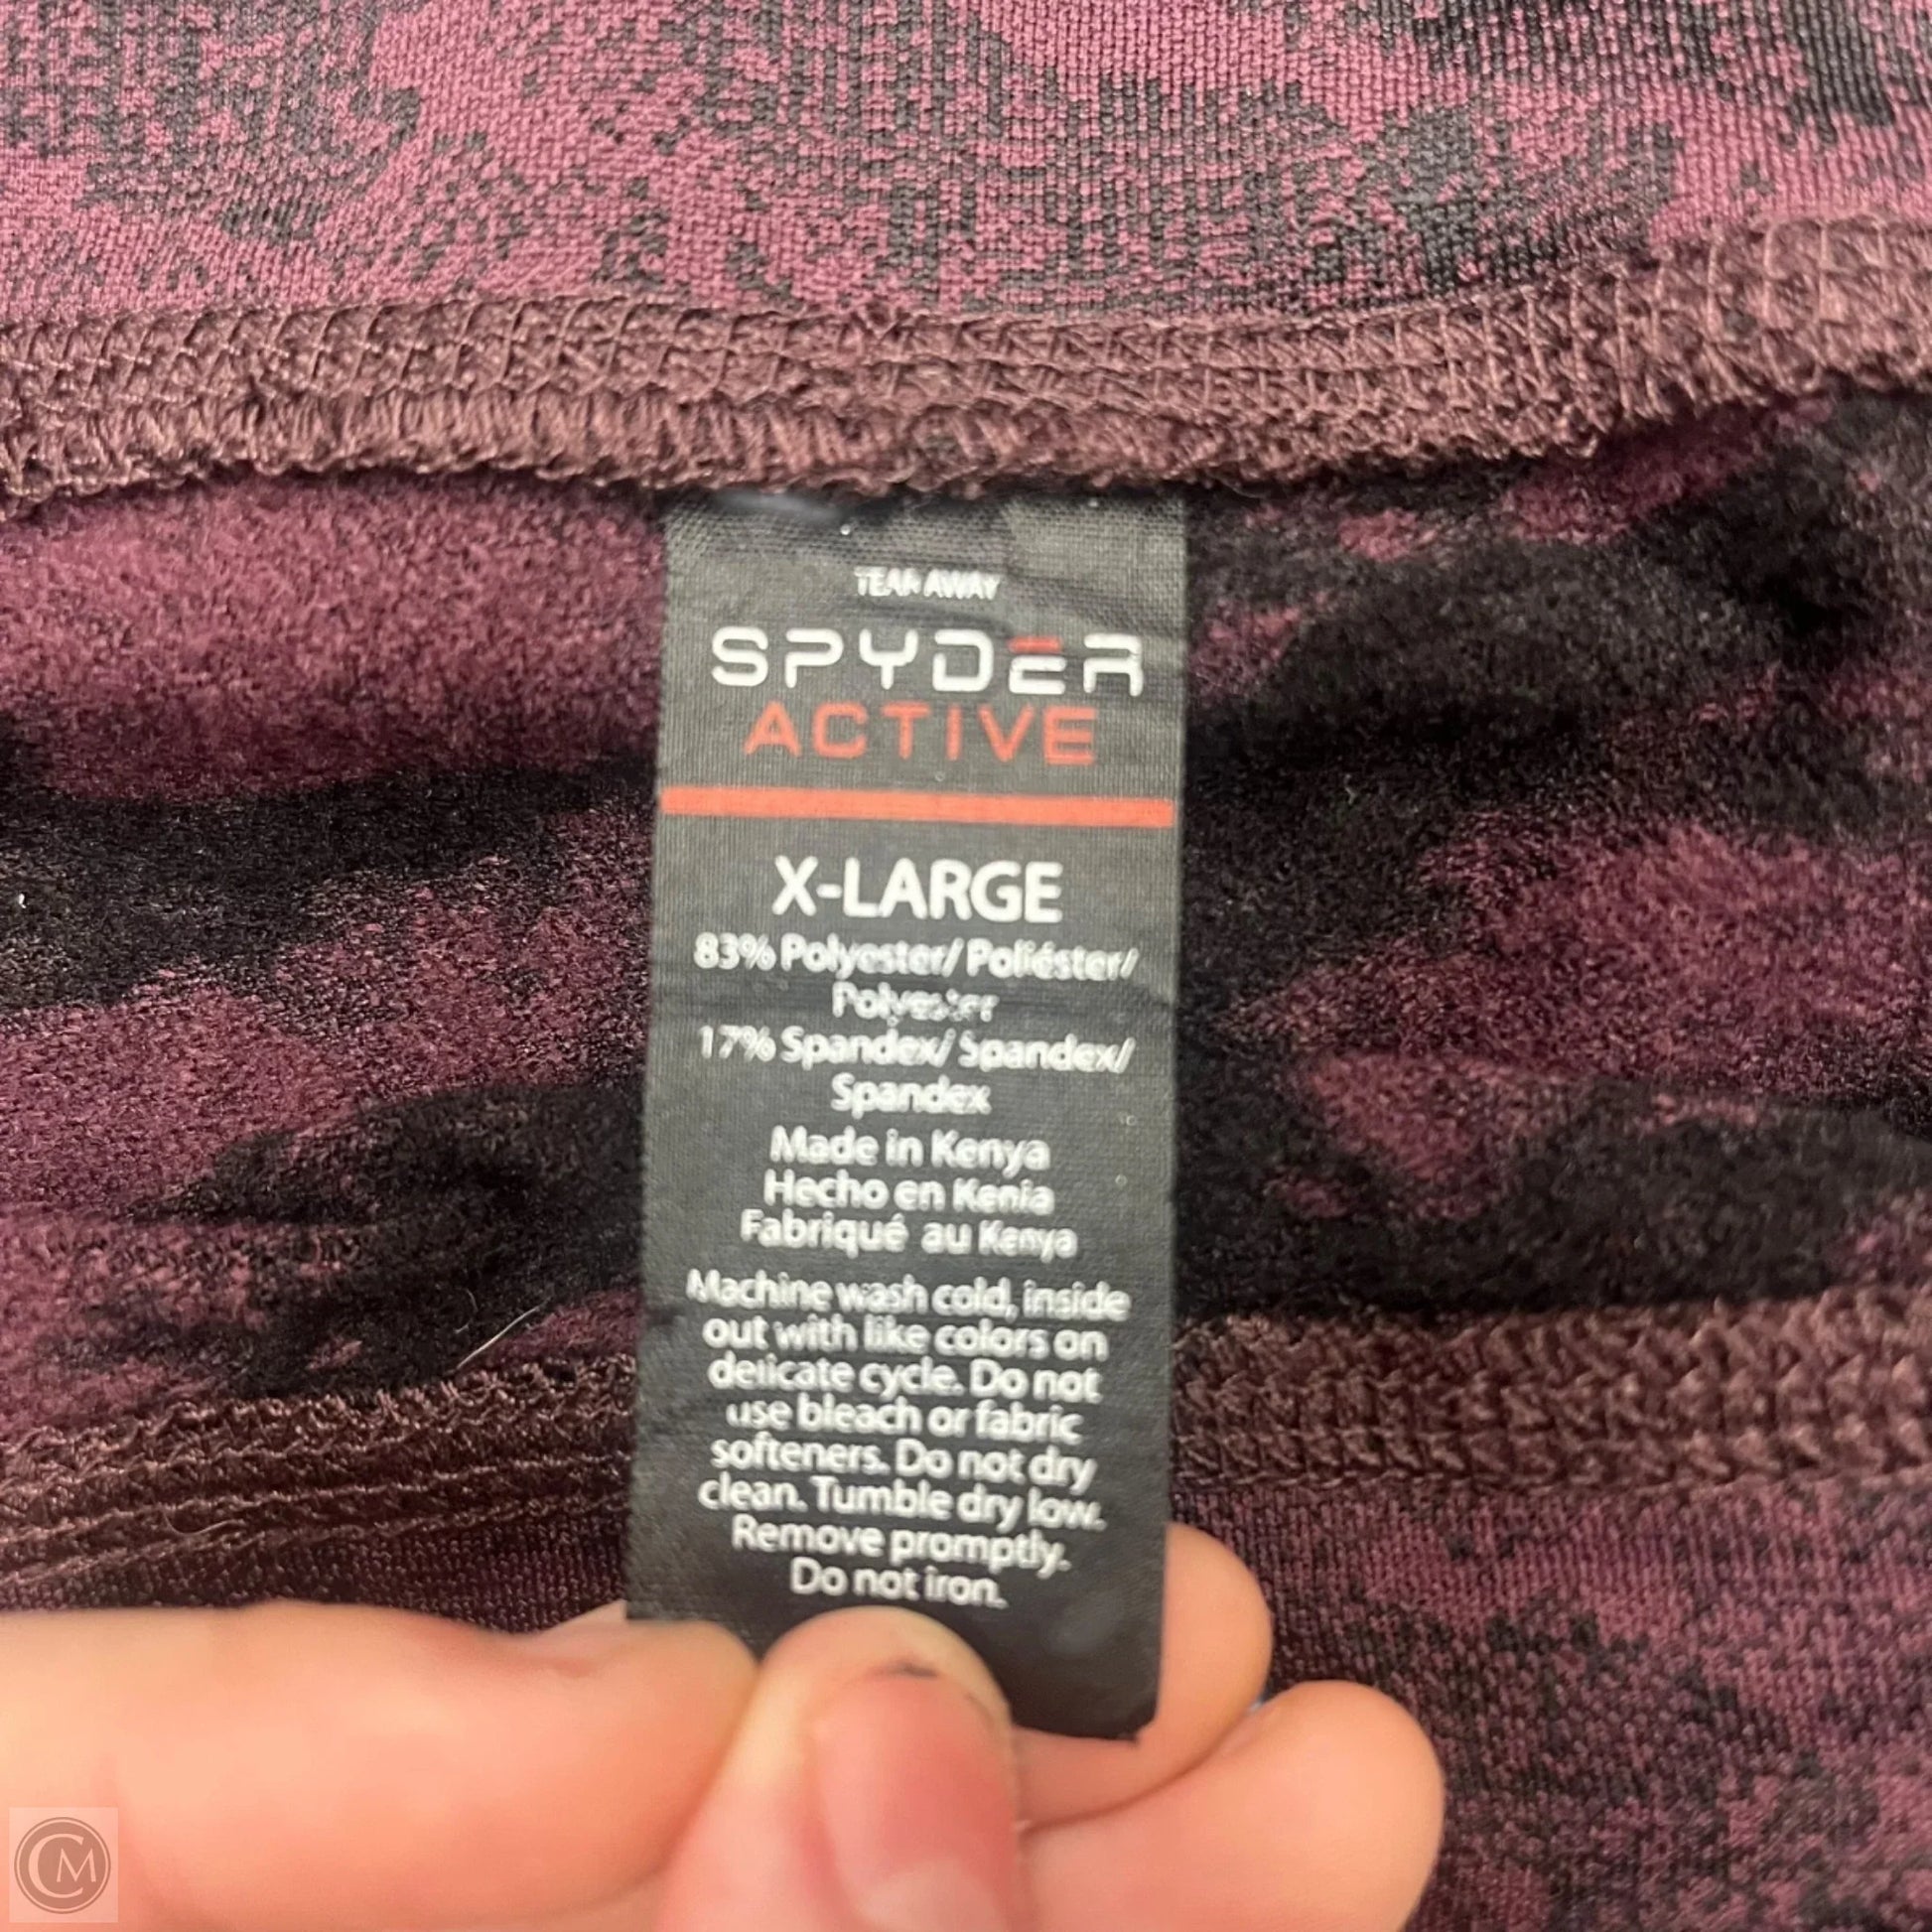 TEAR AWAY
SPYDER
ACTIVE
X-LARGE
83% Polyester/ Poliéster/
Polyester
17% Spandex/ Spandex/
Spandex
Made in Kenya
Hecho en Kenia
Fabriqué au Kenya
Machine wash cold, inside
out with like colors on
delicate cycle. Do not
use bleach or fabric
softeners. Do not dry
clean. Tumble dry low.
Remove promptly.
Do not iron.
CM